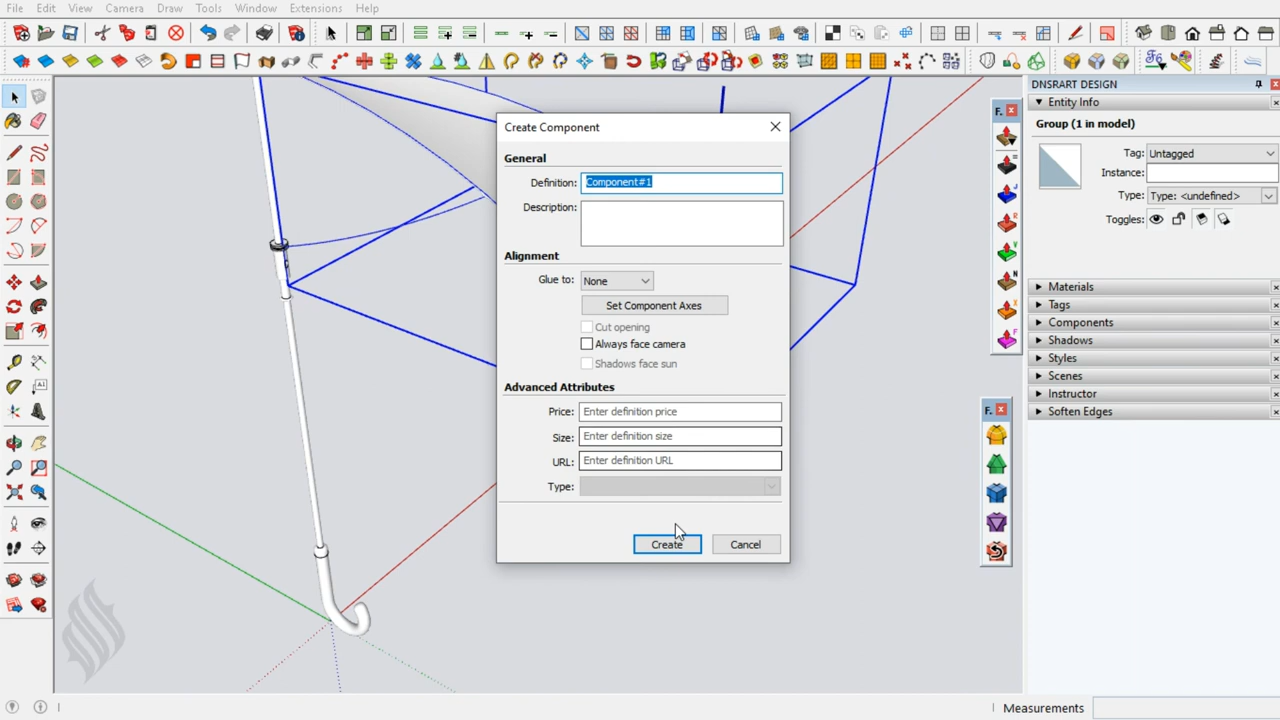 File Edit View Camera Draw Tools Window Extensions Help
DNSRART DESIGN
Entity Info
Group (1 in model)
Tag: Untagged
Instance:
Type: Type: <undefined>
Toggles:
Materials
Tags
Components
Shadows
Styles
Scenes
Instructor
Soften Edges
F.
F.
Create Component
General
Definition: Component#1
Description:
Alignment
Glue to: None
Set Component Axes
Cut opening
Always face camera
Shadows face sun
Advanced Attributes
Price: Enter definition price
Size: Enter definition size
URL: Enter definition URL
Type:
Create Cancel
Measurements